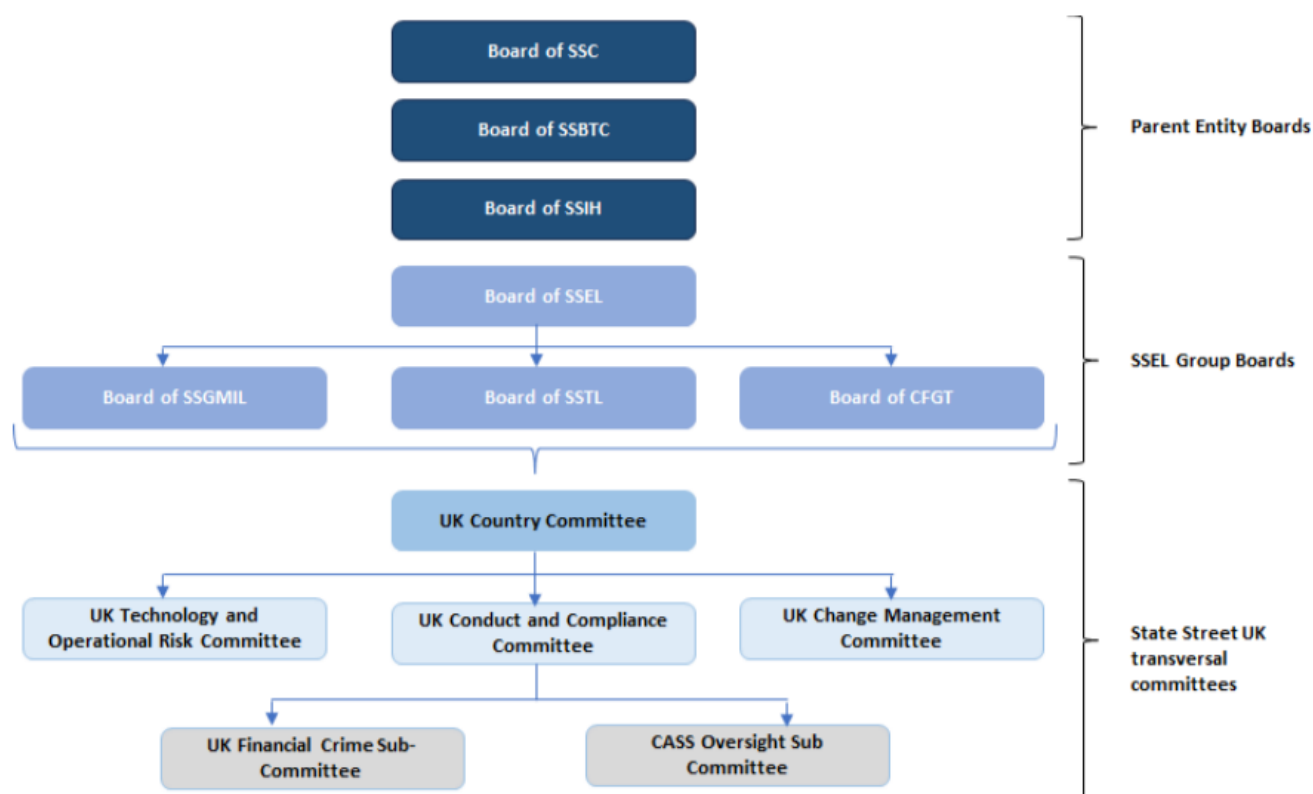 Board of SSC
Board of SSBTC
Parent Entity Boards
Board of SSIH
Board of SSEL
SSEL Group Boards
Board of SSGMIL
Board of SSTL
Board of CFGT
UK Country Committee
UK Technology and
Operational Risk Committee
UK Conduct and Compliance
Committee
UK Change Management
Committee
State Street UK
transversal
committees
UK Financial Crime Sub-
Committee
CASS Oversight Sub
Committee